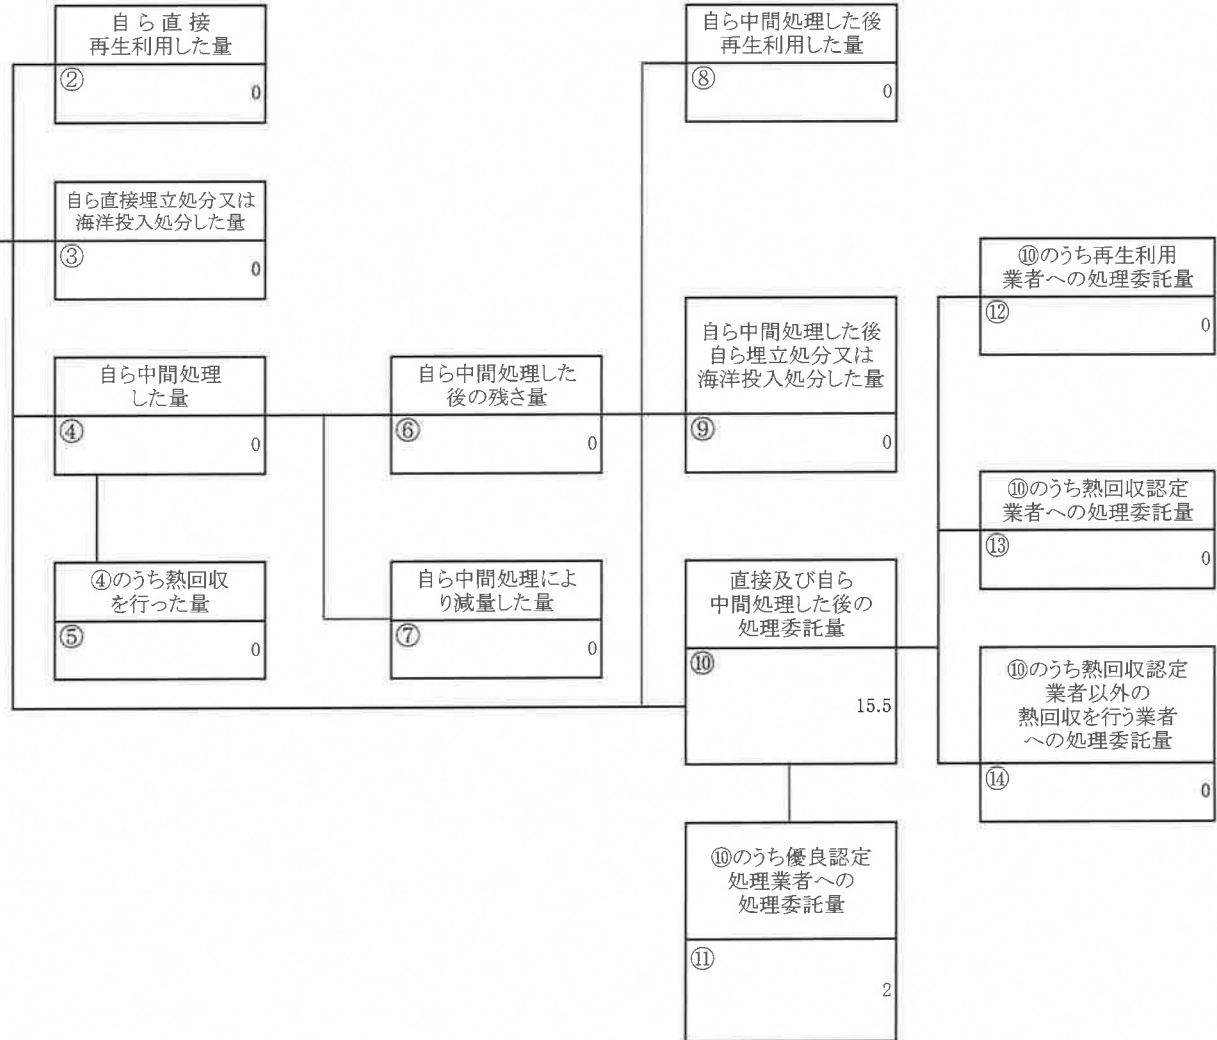 自ら直接
再生利用した量
②
0
自ら直接埋立処分又は
海洋投入処分した量
③
0
自ら中間処理
した量
④
0
④のうち熱回収
を行った量
⑤
0
自ら中間処理した
後の残さ量
⑥
0
自ら中間処理によ
り減量した量
⑦
0
自ら中間処理した後
再生利用した量
⑧
0
自ら中間処理した後
自ら埋立処分又は
海洋投入処分した量
⑨
0
直接及び自ら
中間処理した後の
処理委託量
⑩
15.5
⑩のうち優良認定
処理業者への
処理委託量
⑪
2
⑩のうち再生利用
業者への処理委託量
⑫
0
⑩のうち熱回収認定
業者への処理委託量
⑬
0
⑩のうち熱回収認定
業者以外の
熱回収を行う業者
への処理委託量
⑭
0